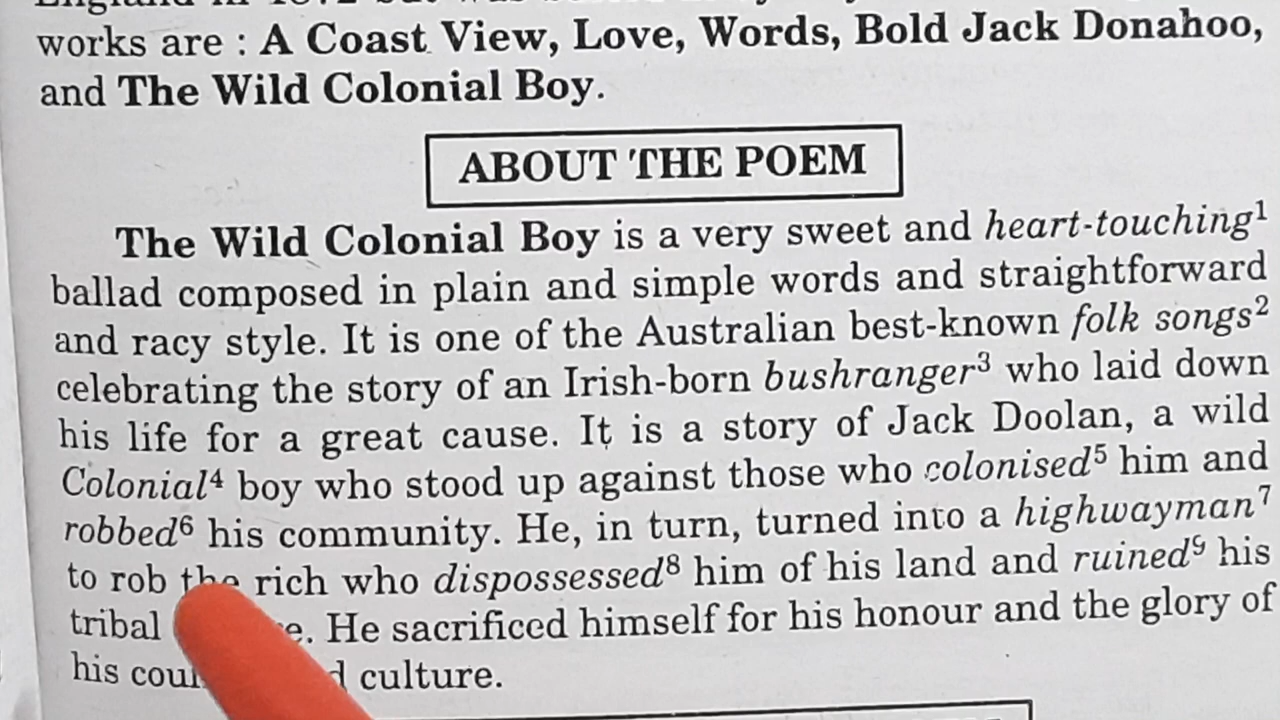 works are : A Coast View, Love, Words, Bold Jack Donahoo,
and The Wild Colonial Boy.
ABOUT THE POEM
The Wild Colonial Boy is a very sweet and heart-touching¹
ballad composed in plain and simple words and straightforward
and racy style. It is one of the Australian best-known folk songs²
celebrating the story of an Irish-born bushranger³ who laid down
his life for a great cause. It is a story of Jack Doolan, a wild
Colonial⁴ boy who stood up against those who colonised⁵ him and
robbed⁶ his community. He, in turn, turned into a highwayman⁷
to rob the rich who dispossessed⁸ him of his land and ruined⁹ his
tribal He sacrificed himself for his honour and the glory of
his culture.